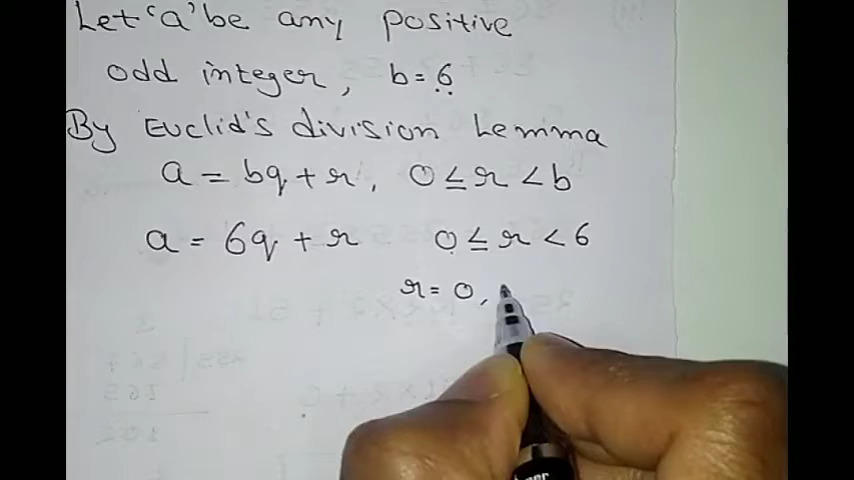 Let 'a' be any positive
odd integer, b = 6
By Euclid's division Lemma
a = bq + r, 0 ≤ r < b
a = 6q + r 0 ≤ r < 6
r = 0,